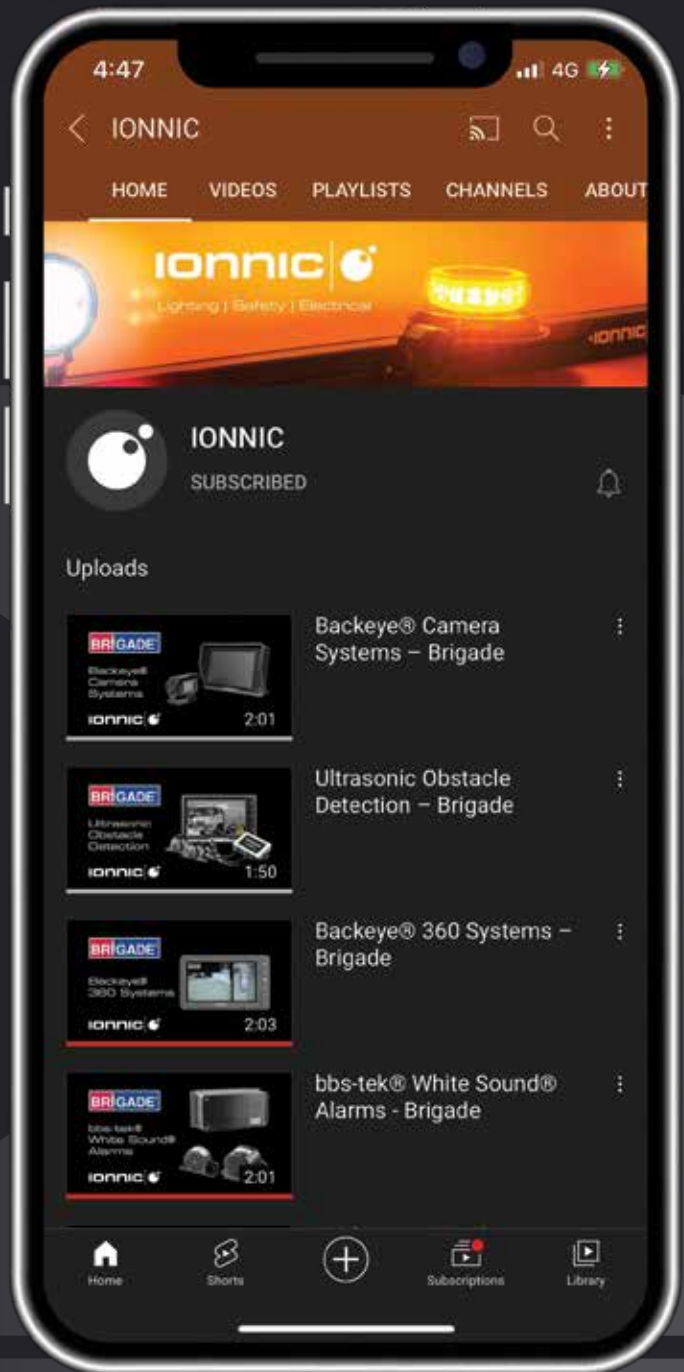 4:47
4G
IONNIC
HOME VIDEOS PLAYLISTS CHANNELS ABOUT
IONNIC
Lighting | Safety | Electrical
IONNIC
IONNIC
SUBSCRIBED
Uploads
BRIGADE
Backeye®
Camera
Systems
IONNIC
2:01
Backeye® Camera
Systems – Brigade
BRIGADE
Ultrasonic
Obstacle
Detection
IONNIC
1:50
Ultrasonic Obstacle
Detection – Brigade
BRIGADE
Backeye®
360 Systems
IONNIC
2:03
Backeye® 360 Systems –
Brigade
BRIGADE
bbs-tek®
White Sound®
Alarms
IONNIC
2:01
bbs-tek® White Sound®
Alarms - Brigade
Home
Shorts
Subscriptions
Library